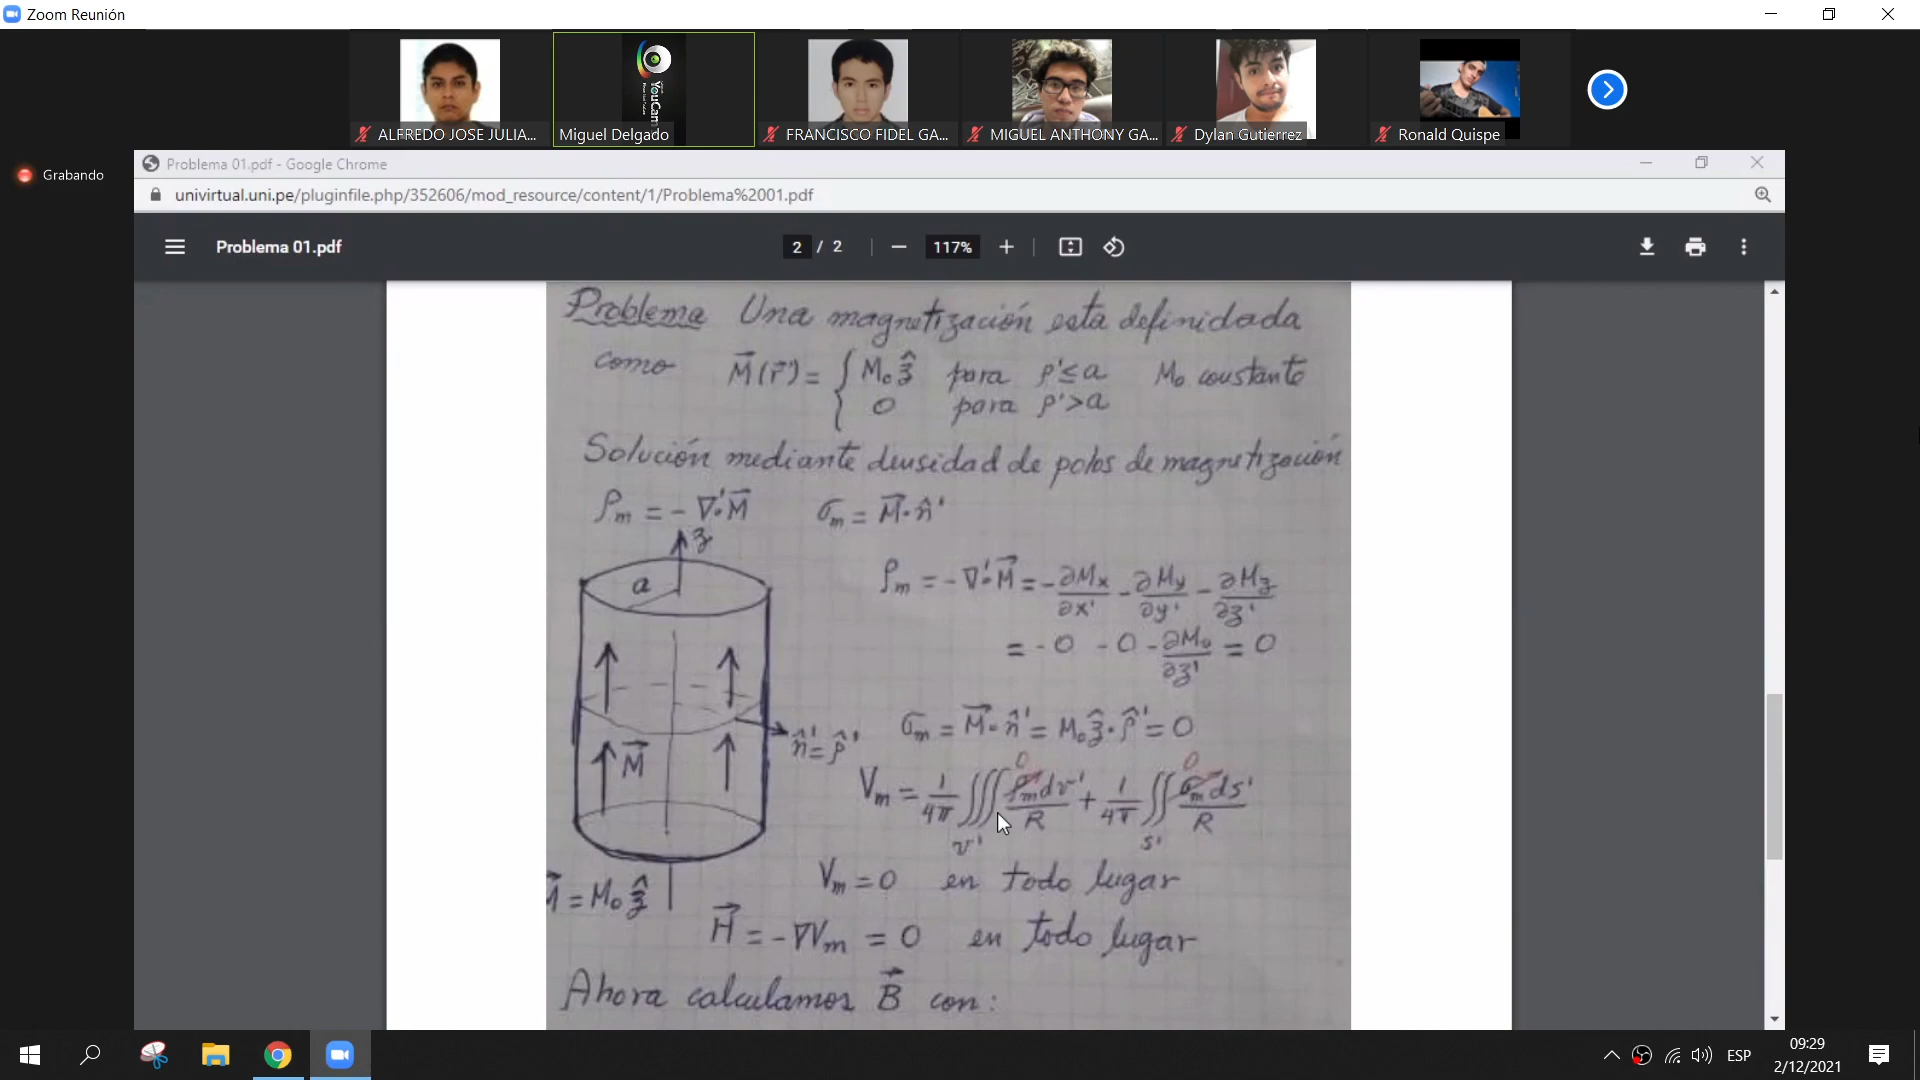 Zoom Reunión
ALFREDO JOSE JULIA...
YouCam
Miguel Delgado
FRANCISCO FIDEL GA...
MIGUEL ANTHONY GA...
Dylan Gutierrez
Ronald Quispe
Grabando
Problema 01.pdf - Google Chrome
univirtual.uni.pe/pluginfile.php/352606/mod_resource/content/1/Problema%2001.pdf
Problema 01.pdf
2 / 2
117%
Problema Una magnetización esta definidada
como M⃗(r⃗') = { M₀ẑ para ρ' ≤ a M₀ constante
0 para ρ' > a
Solución mediante densidad de polos de magnetización
ρm = - ∇'·M⃗ σm = M⃗·n̂'
z
a
ρm = - ∇'·M⃗ = - ∂Mx/∂x' - ∂My/∂y' - ∂Mz/∂z'
= - 0 - 0 - ∂M₀/∂z' = 0
n̂' = ρ̂'
σm = M⃗·n̂' = M₀ẑ·ρ̂' = 0
M⃗
Vm = 1/4π ∭v' ρm dv'/R + 1/4π ∬s' σm ds'/R
0 0
Vm = 0 en todo lugar
M⃗ = M₀ẑ
H⃗ = - ∇Vm = 0 en todo lugar
Ahora calculamos B⃗ con:
ESP
09:29
2/12/2021